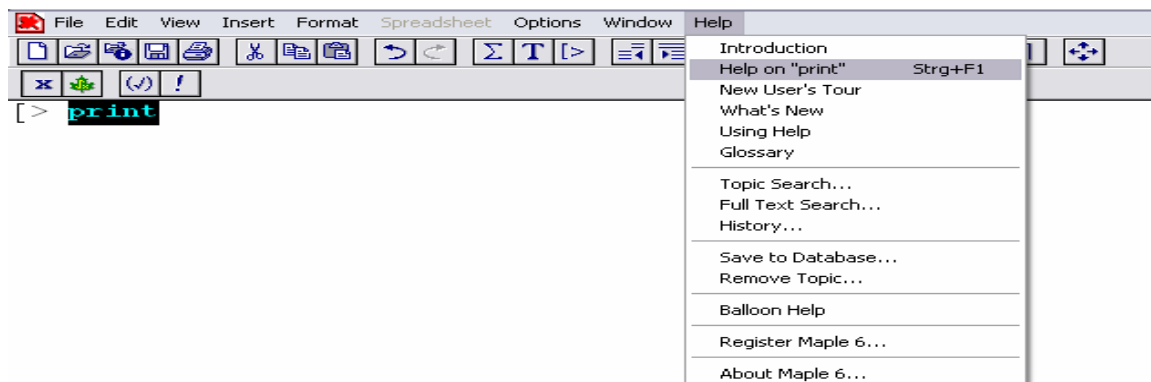 File Edit View Insert Format Spreadsheet Options Window Help
Σ T [>
x (✓) !
[> print
Introduction
Help on "print" Strg+F1
New User's Tour
What's New
Using Help
Glossary
Topic Search...
Full Text Search...
History...
Save to Database...
Remove Topic...
Balloon Help
Register Maple 6...
About Maple 6...